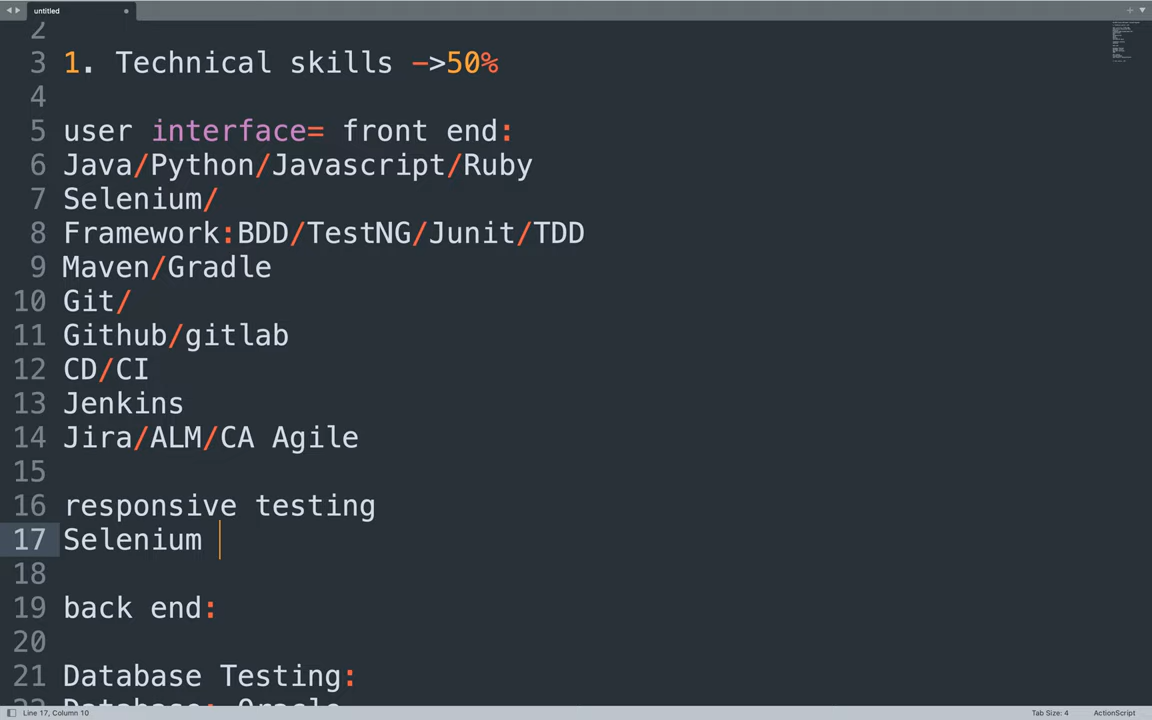 untitled
2
3 1. Technical skills ->50%
4
5 user interface= front end:
6 Java/Python/Javascript/Ruby
7 Selenium/
8 Framework:BDD/TestNG/Junit/TDD
9 Maven/Gradle
10 Git/
11 Github/gitlab
12 CD/CI
13 Jenkins
14 Jira/ALM/CA Agile
15
16 responsive testing
17 Selenium
18
19 back end:
20
21 Database Testing:
22 Database: Oracle
Line 17, Column 10 Tab Size: 4 ActionScript